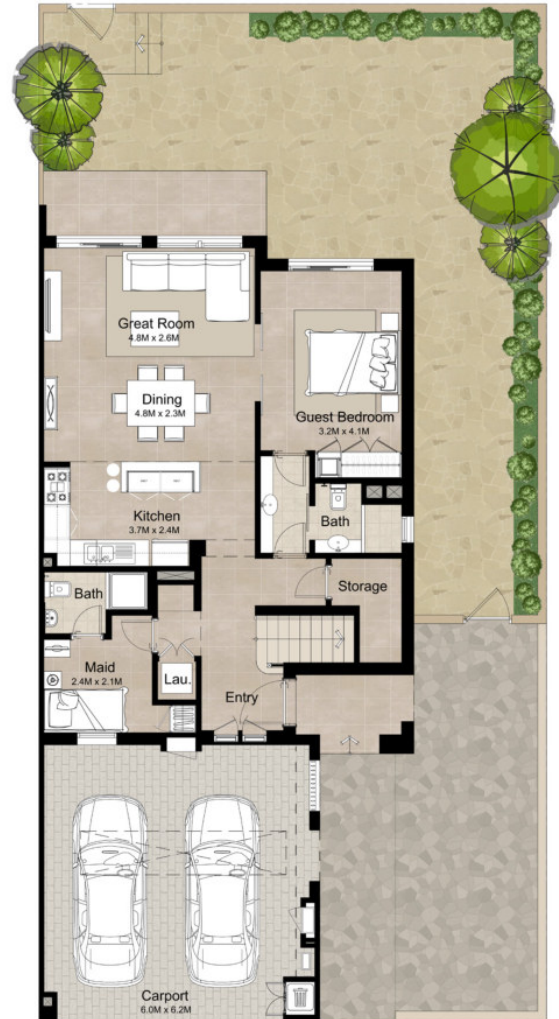 Great Room
4.8M x 2.6M
Dining
4.8M x 2.3M
Guest Bedroom
3.2M x 4.1M
Kitchen
3.7M x 2.4M
Bath
Bath
Storage
Maid
2.4M x 2.1M
Lau.
Entry
Carport
6.0M x 6.2M